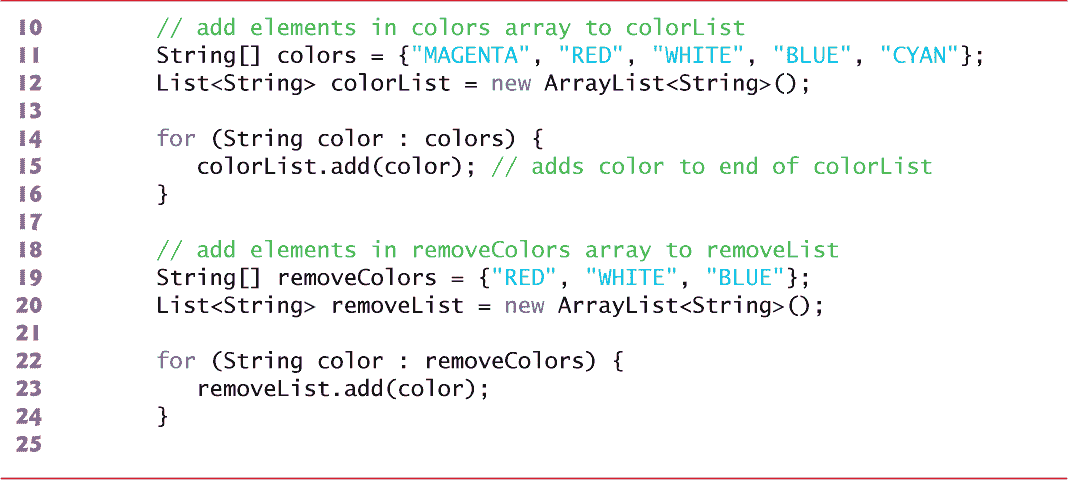 10 // add elements in colors array to colorList
11 String[] colors = {"MAGENTA", "RED", "WHITE", "BLUE", "CYAN"};
12 List<String> colorList = new ArrayList<String>();
13
14 for (String color : colors) {
15 colorList.add(color); // adds color to end of colorList
16 }
17
18 // add elements in removeColors array to removeList
19 String[] removeColors = {"RED", "WHITE", "BLUE"};
20 List<String> removeList = new ArrayList<String>();
21
22 for (String color : removeColors) {
23 removeList.add(color);
24 }
25